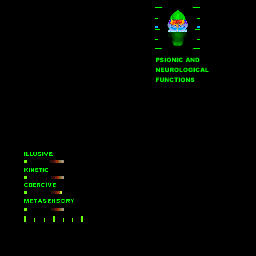 PSIONIC AND
NEUROLOGICAL
FUNCTIONS
ILLUSIVE
KINETIC
COERCIVE
METASENSORY